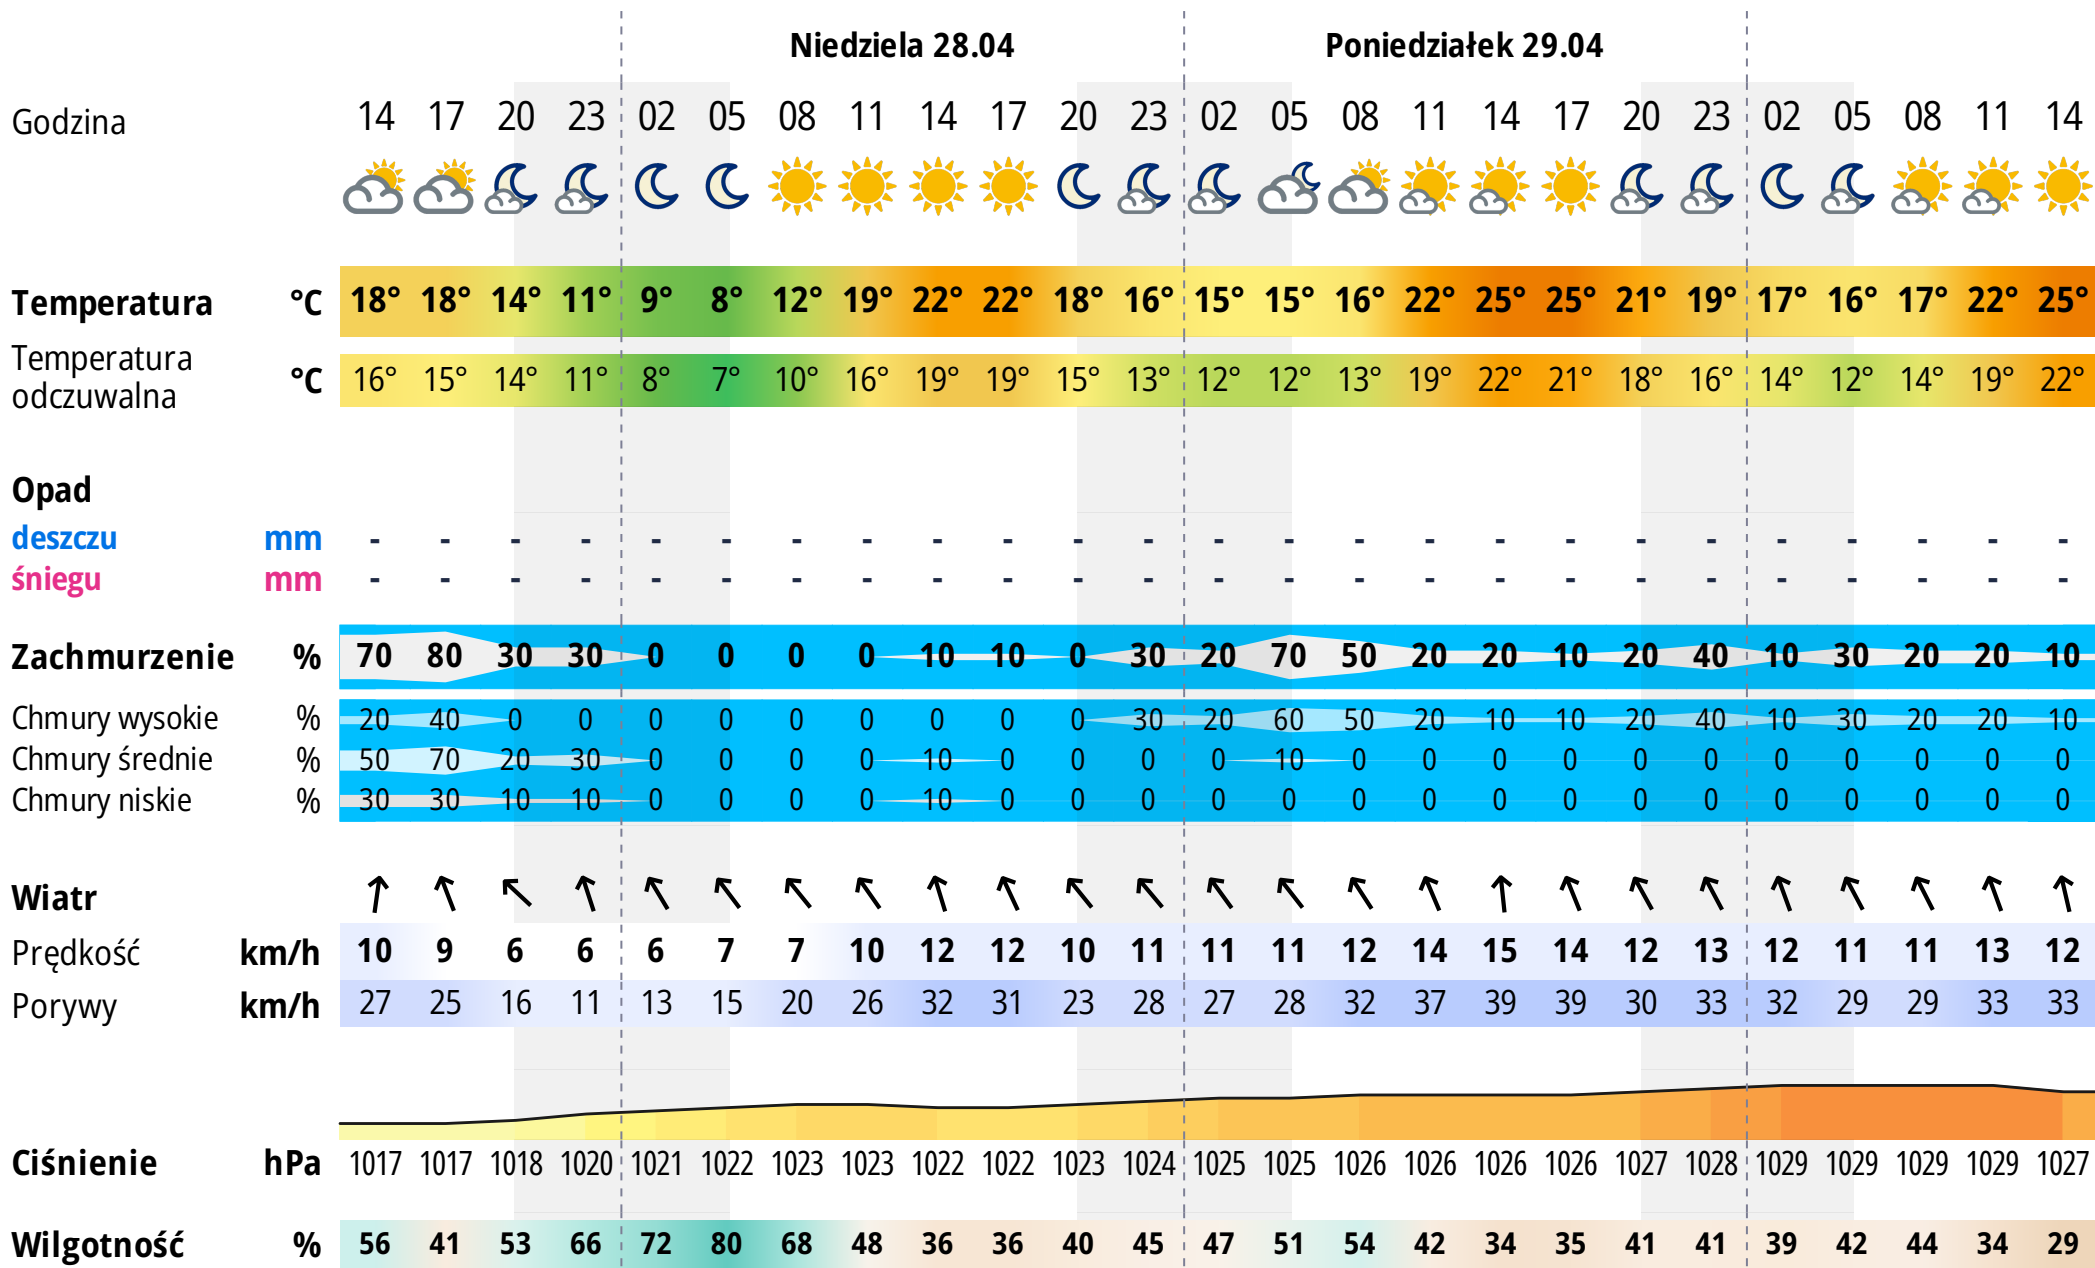 Niedziela 28.04 Poniedziałek 29.04
Godzina 14 17 20 23 02 05 08 11 14 17 20 23 02 05 08 11 14 17 20 23 02 05 08 11 14
Temperatura °C 18° 18° 14° 11° 9° 8° 12° 19° 22° 22° 18° 16° 15° 15° 16° 22° 25° 25° 21° 19° 17° 16° 17° 22° 25°
Temperatura
odczuwalna °C 16° 15° 14° 11° 8° 7° 10° 16° 19° 19° 15° 13° 12° 12° 13° 19° 22° 21° 18° 16° 14° 12° 14° 19° 22°
Opad
deszczu mm - - - - - - - - - - - - - - - - - - - - - - - - -
śniegu mm - - - - - - - - - - - - - - - - - - - - - - - - -
Zachmurzenie % 70 80 30 30 0 0 0 0 10 10 0 30 20 70 50 20 20 10 20 40 10 30 20 20 10
Chmury wysokie % 20 40 0 0 0 0 0 0 0 0 0 30 20 60 50 20 10 10 20 40 10 30 20 20 10
Chmury średnie % 50 70 20 30 0 0 0 0 10 0 0 0 0 10 0 0 0 0 0 0 0 0 0 0 0
Chmury niskie % 30 30 10 10 0 0 0 0 10 0 0 0 0 0 0 0 0 0 0 0 0 0 0 0 0
Wiatr
Prędkość km/h 10 9 6 6 6 7 7 10 12 12 10 11 11 11 12 14 15 14 12 13 12 11 11 13 12
Porywy km/h 27 25 16 11 13 15 20 26 32 31 23 28 27 28 32 37 39 39 30 33 32 29 29 33 33
Ciśnienie hPa 1017 1017 1018 1020 1021 1022 1023 1023 1022 1022 1023 1024 1025 1025 1026 1026 1026 1026 1027 1028 1029 1029 1029 1029 1027
Wilgotność % 56 41 53 66 72 80 68 48 36 36 40 45 47 51 54 42 34 35 41 41 39 42 44 34 29